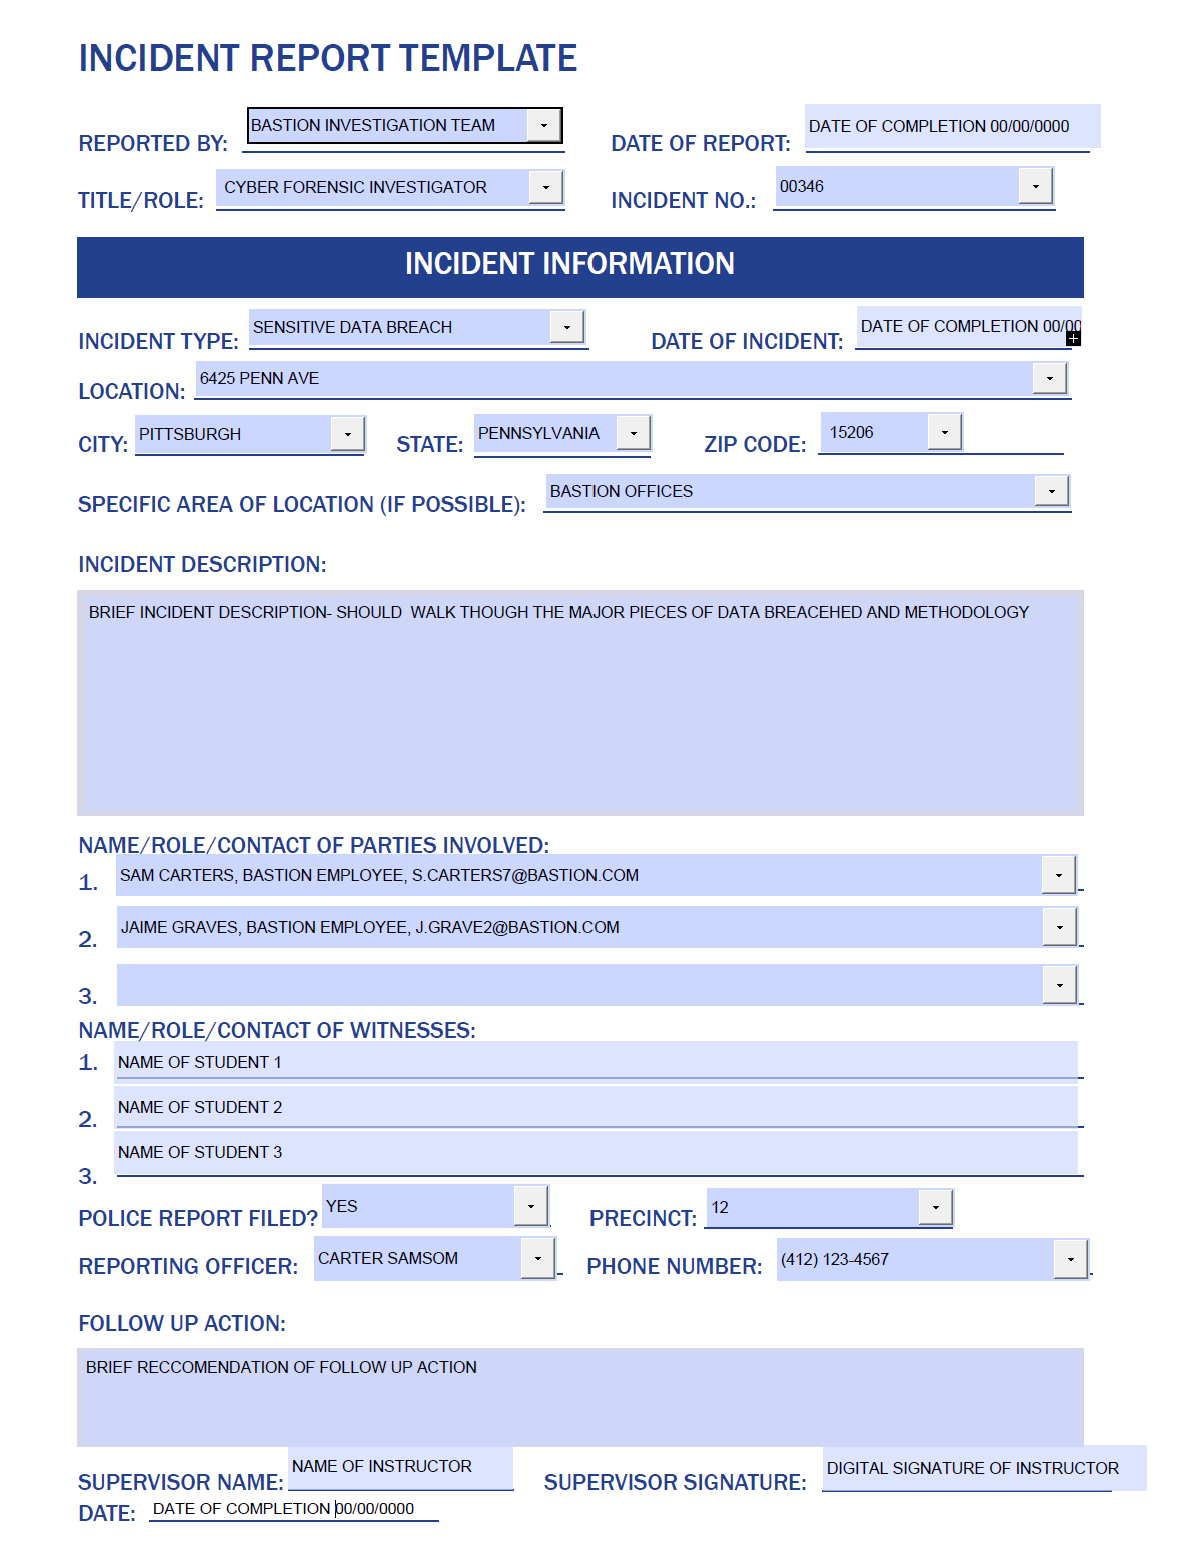 INCIDENT REPORT TEMPLATE
REPORTED BY: BASTION INVESTIGATION TEAM DATE OF REPORT: DATE OF COMPLETION 00/00/0000
TITLE/ROLE: CYBER FORENSIC INVESTIGATOR INCIDENT NO.: 00346
INCIDENT INFORMATION
INCIDENT TYPE: SENSITIVE DATA BREACH DATE OF INCIDENT: DATE OF COMPLETION 00/00
LOCATION: 6425 PENN AVE
CITY: PITTSBURGH STATE: PENNSYLVANIA ZIP CODE: 15206
SPECIFIC AREA OF LOCATION (IF POSSIBLE): BASTION OFFICES
INCIDENT DESCRIPTION:
BRIEF INCIDENT DESCRIPTION- SHOULD  WALK THOUGH THE MAJOR PIECES OF DATA BREACEHED AND METHODOLOGY
NAME/ROLE/CONTACT OF PARTIES INVOLVED:
1. SAM CARTERS, BASTION EMPLOYEE, S.CARTERS7@BASTION.COM
2. JAIME GRAVES, BASTION EMPLOYEE, J.GRAVE2@BASTION.COM
3.
NAME/ROLE/CONTACT OF WITNESSES:
1. NAME OF STUDENT 1
2. NAME OF STUDENT 2
3. NAME OF STUDENT 3
POLICE REPORT FILED? YES PRECINCT: 12
REPORTING OFFICER: CARTER SAMSOM PHONE NUMBER: (412) 123-4567
FOLLOW UP ACTION:
BRIEF RECCOMENDATION OF FOLLOW UP ACTION
SUPERVISOR NAME: NAME OF INSTRUCTOR SUPERVISOR SIGNATURE: DIGITAL SIGNATURE OF INSTRUCTOR
DATE: DATE OF COMPLETION 00/00/0000